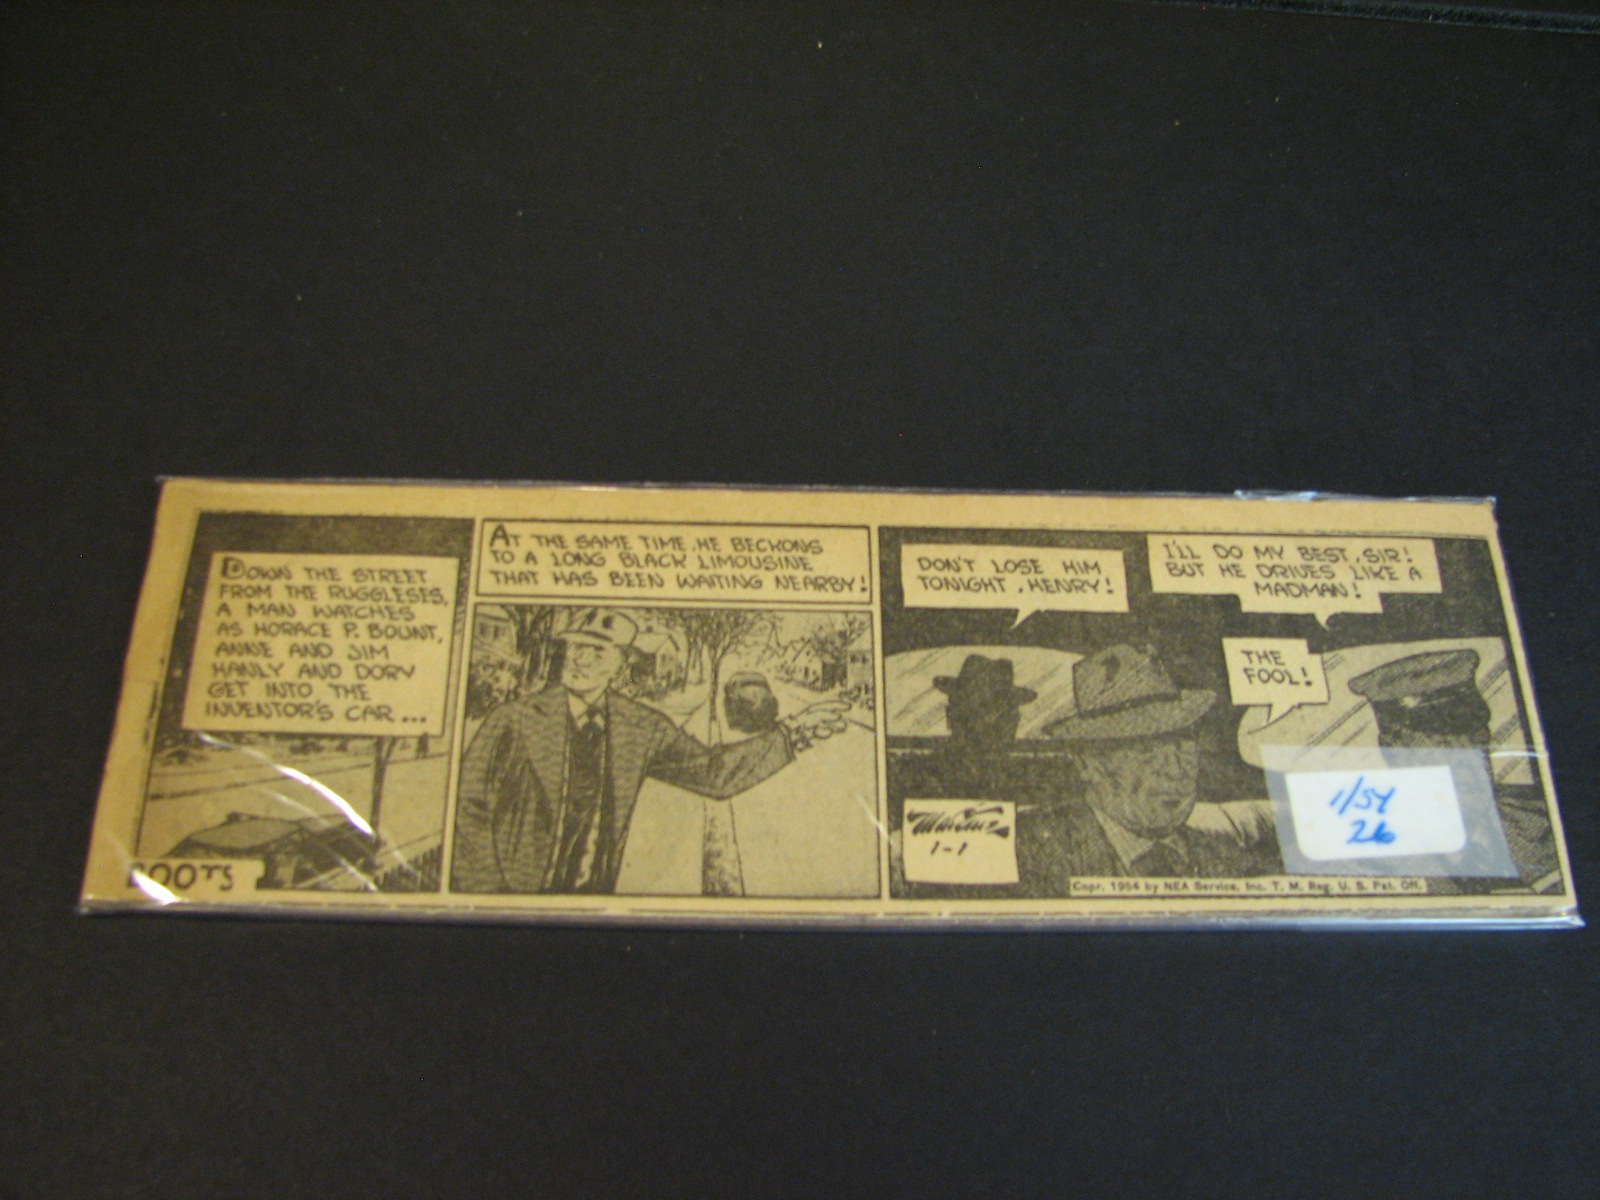 DOWN THE STREET
FROM THE RUGGLESES,
A MAN WATCHES
AS HORACE P. BOUNT,
ANNIE AND JIM
HANLY AND DORY
GET INTO THE
INVENTOR'S CAR...
BOOTS
AT THE SAME TIME, HE BECKONS
TO A LONG BLACK LIMOUSINE
THAT HAS BEEN WAITING NEARBY!
DON'T LOSE HIM
TONIGHT, HENRY!
I'LL DO MY BEST, SIR!
BUT HE DRIVES LIKE A
MADMAN!
THE
FOOL!
1-1
Copr. 1954 by NEA Service, Inc. T. M. Reg. U. S. Pat. Off.
1/54
26